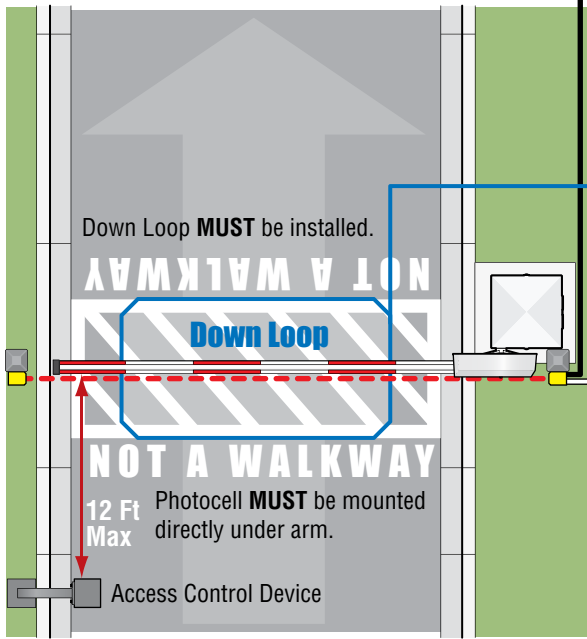 Down Loop MUST be installed.
NOT A WALKWAY
Down Loop
NOT A WALKWAY
12 Ft
Max
Photocell MUST be mounted
directly under arm.
Access Control Device